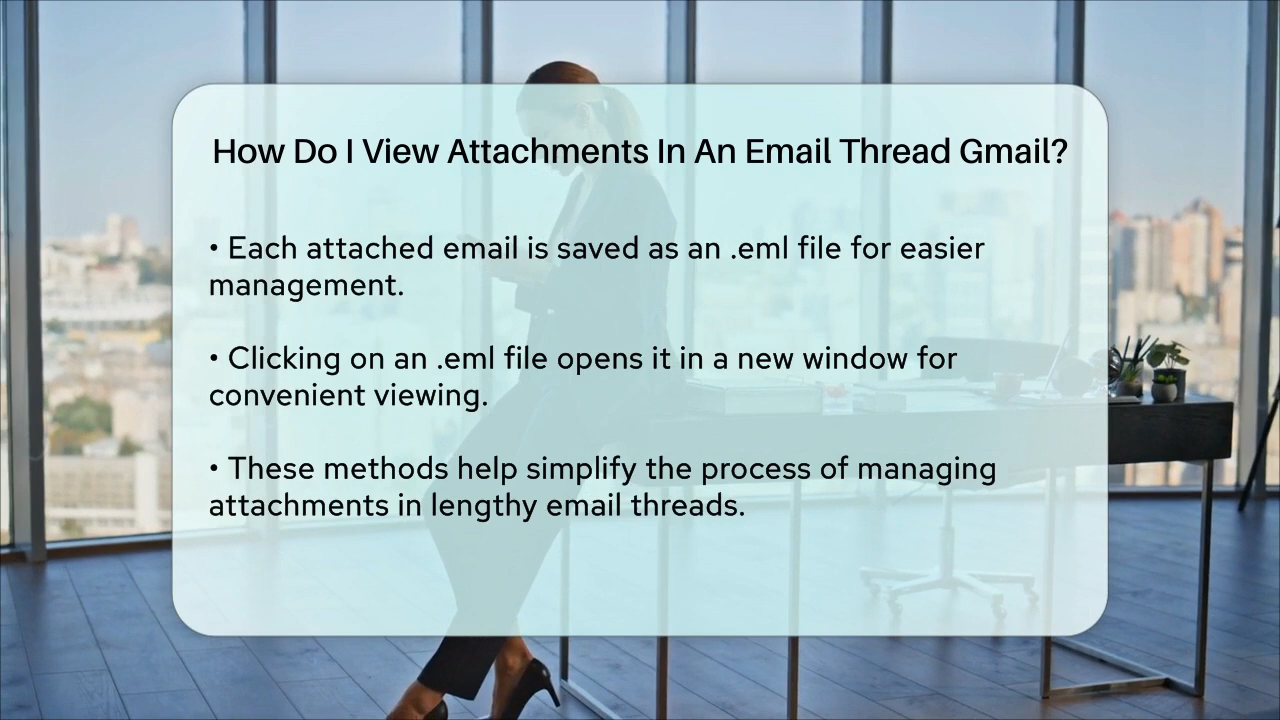 How Do I View Attachments In An Email Thread Gmail?
• Each attached email is saved as an .eml file for easier
management.
• Clicking on an .eml file opens it in a new window for
convenient viewing.
• These methods help simplify the process of managing
attachments in lengthy email threads.